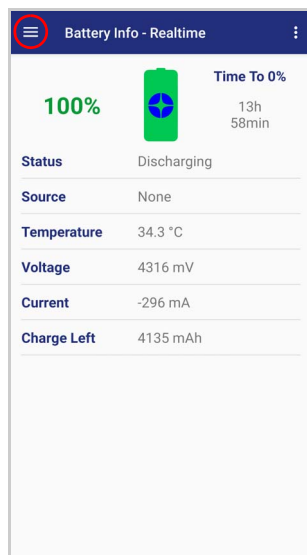 Battery Info - Realtime
Time To 0%
100%
13h
58min
Status Discharging
Source None
Temperature 34.3 °C
Voltage 4316 mV
Current -296 mA
Charge Left 4135 mAh